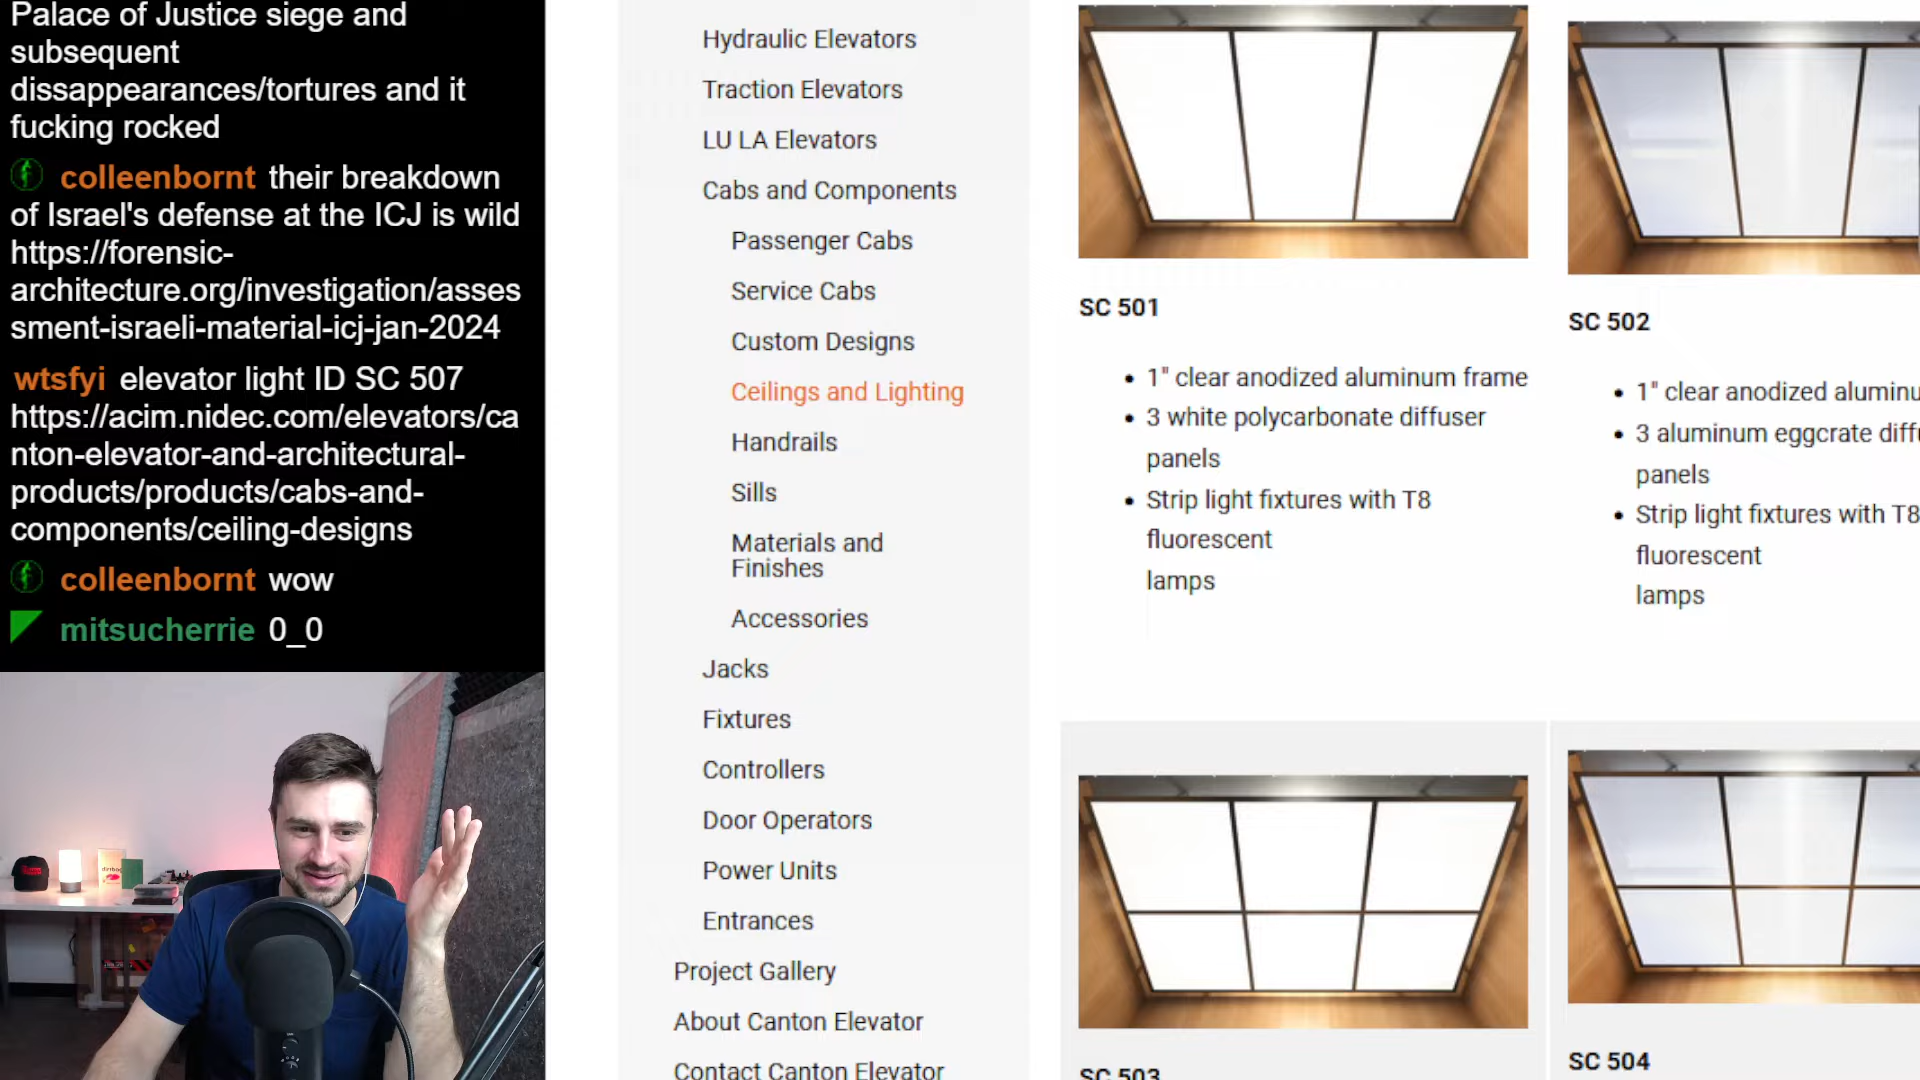 Palace of Justice siege and
subsequent
dissappearances/tortures and it
fucking rocked
colleenbornt their breakdown
of Israel's defense at the ICJ is wild
https://forensic-
architecture.org/investigation/asses
sment-israeli-material-icj-jan-2024
wtsfyi elevator light ID SC 507
https://acim.nidec.com/elevators/ca
nton-elevator-and-architectural-
products/products/cabs-and-
components/ceiling-designs
colleenbornt wow
mitsucherrie 0_0
Hydraulic Elevators
Traction Elevators
LU LA Elevators
Cabs and Components
Passenger Cabs
Service Cabs
Custom Designs
Ceilings and Lighting
Handrails
Sills
Materials and
Finishes
Accessories
Jacks
Fixtures
Controllers
Door Operators
Power Units
Entrances
Project Gallery
About Canton Elevator
Contact Canton Elevator
SC 501
• 1" clear anodized aluminum frame
• 3 white polycarbonate diffuser
panels
• Strip light fixtures with T8
fluorescent
lamps
SC 502
• 1" clear anodized aluminu
• 3 aluminum eggcrate diffu
panels
• Strip light fixtures with T8
fluorescent
lamps
SC 503
SC 504